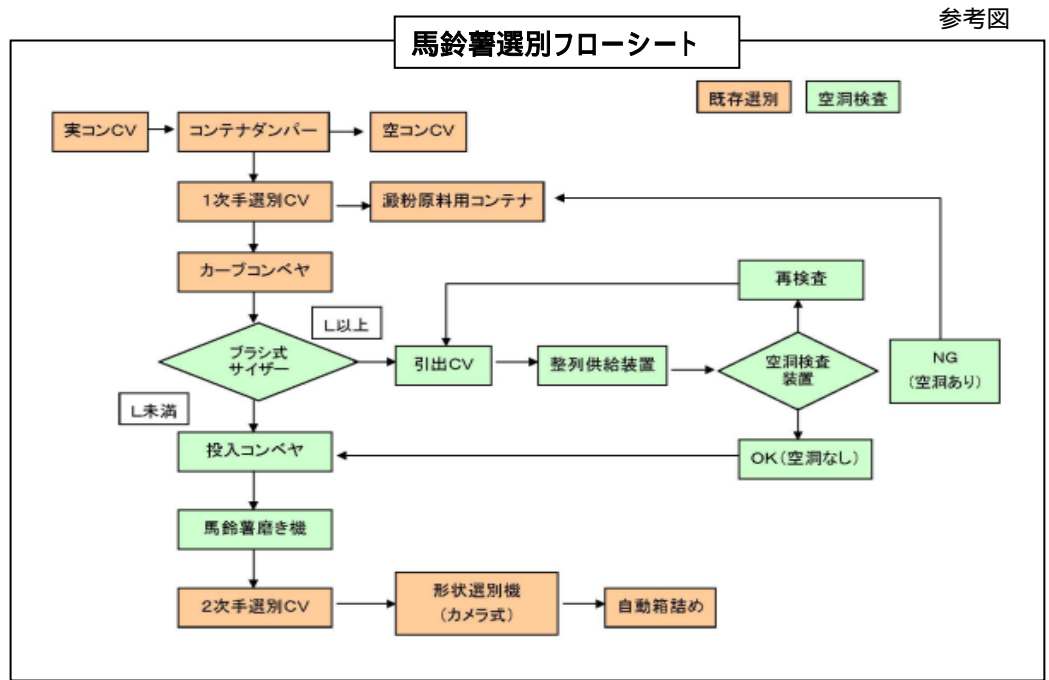 参考図
馬鈴薯選別フローシート
既存選別
空洞検査
実コンCV
コンテナダンパー
空コンCV
1次手選別CV
澱粉原料用コンテナ
カーブコンベヤ
再検査
L以上
ブラシ式
サイザー
引出CV
整列供給装置
空洞検査
装置
NG
(空洞あり)
L未満
投入コンベヤ
OK(空洞なし)
馬鈴薯磨き機
2次手選別CV
形状選別機
(カメラ式)
自動箱詰め